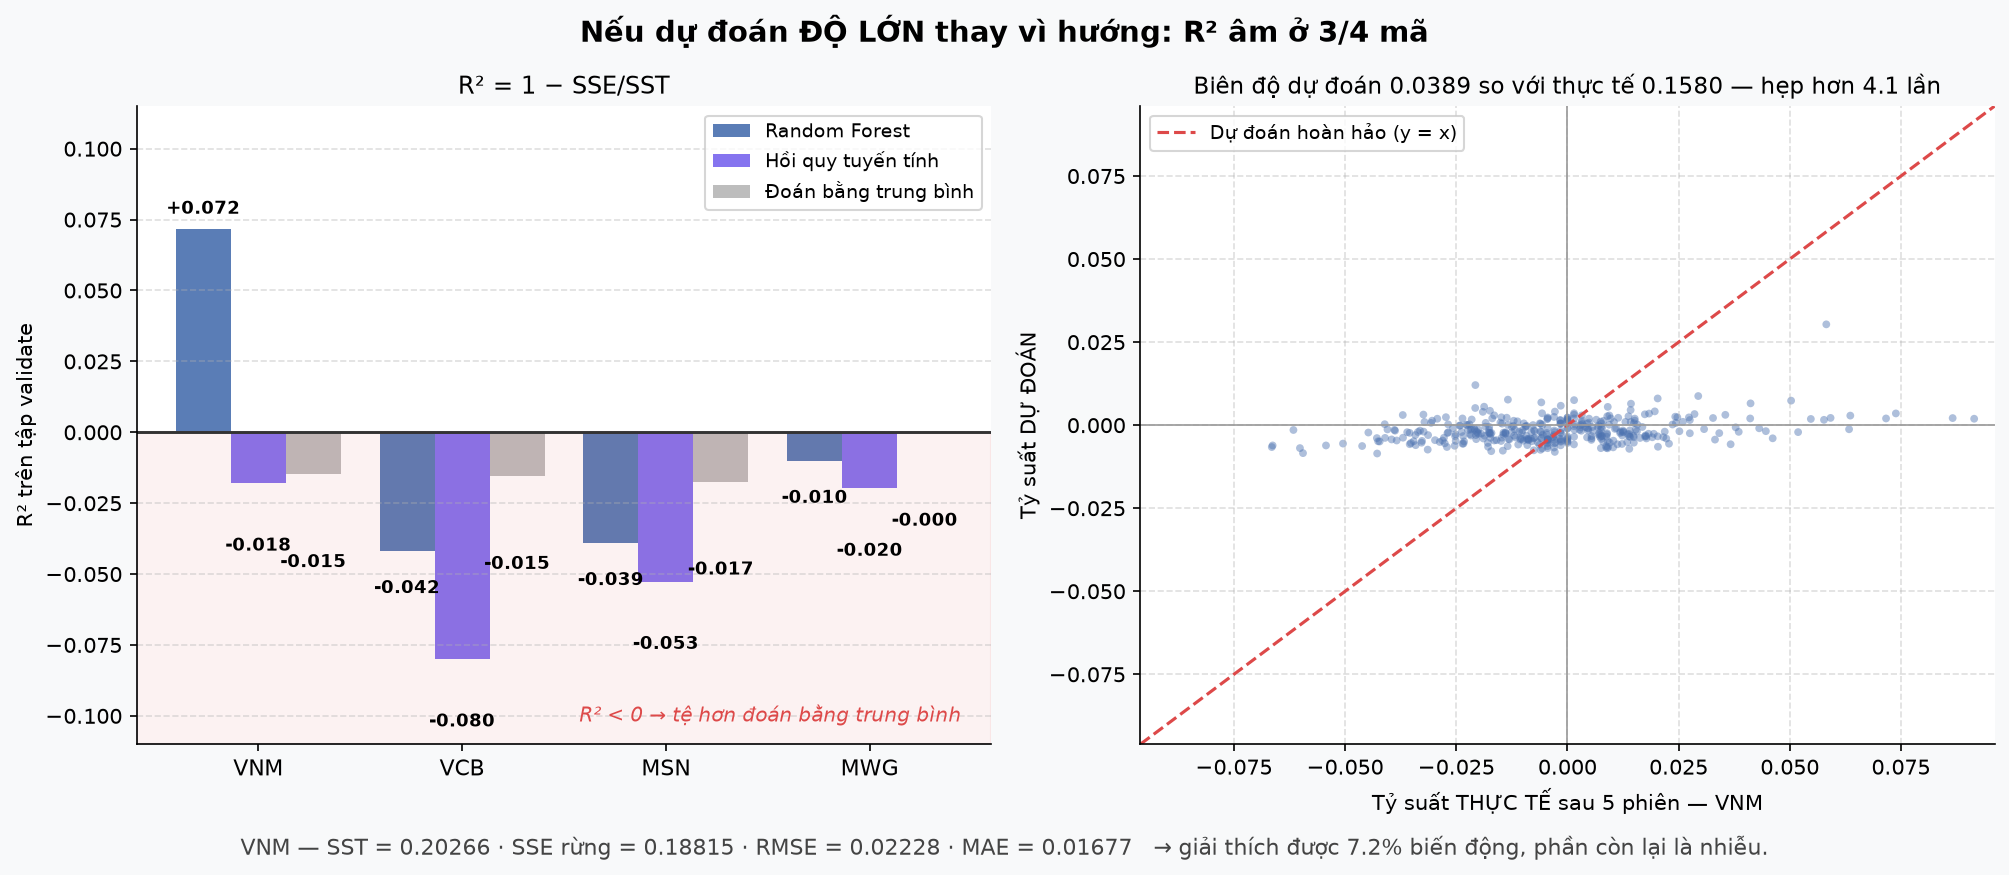 Nếu dự đoán ĐỘ LỚN thay vì hướng: R² âm ở 3/4 mã
R² = 1 − SSE/SST
R² trên tập validate
0.100
0.075
0.050
0.025
0.000
−0.025
−0.050
−0.075
−0.100
Random Forest
Hồi quy tuyến tính
Đoán bằng trung bình
+0.072
-0.018
-0.015
-0.042
-0.080
-0.015
-0.039
-0.053
-0.017
-0.010
-0.020
-0.000
R² < 0 → tệ hơn đoán bằng trung bình
VNM
VCB
MSN
MWG
Biên độ dự đoán 0.0389 so với thực tế 0.1580 — hẹp hơn 4.1 lần
Dự đoán hoàn hảo (y = x)
Tỷ suất DỰ ĐOÁN
0.075
0.050
0.025
0.000
−0.025
−0.050
−0.075
−0.075
−0.050
−0.025
0.000
0.025
0.050
0.075
Tỷ suất THỰC TẾ sau 5 phiên — VNM
VNM — SST = 0.20266 · SSE rừng = 0.18815 · RMSE = 0.02228 · MAE = 0.01677 → giải thích được 7.2% biến động, phần còn lại là nhiễu.